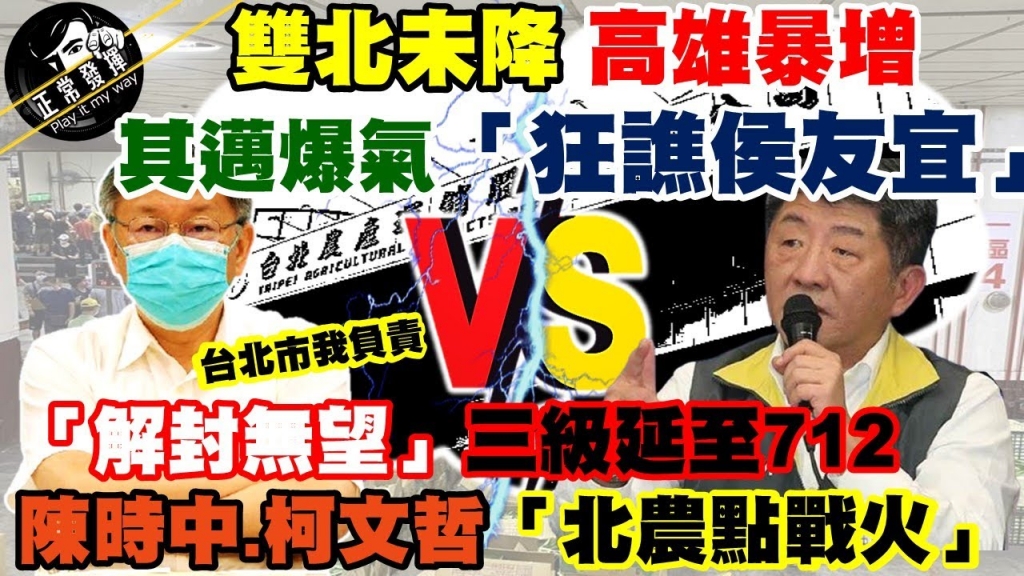 正常發揮
Play it my way
雙北未降 高雄暴增
其邁爆氣「狂譙侯友宜」
台北農產
TAIPEI AGRICULTURAL
CTS
VS
區
4
台北市我負責
「解封無望」三級延至712
陳時中.柯文哲「北農點戰火」